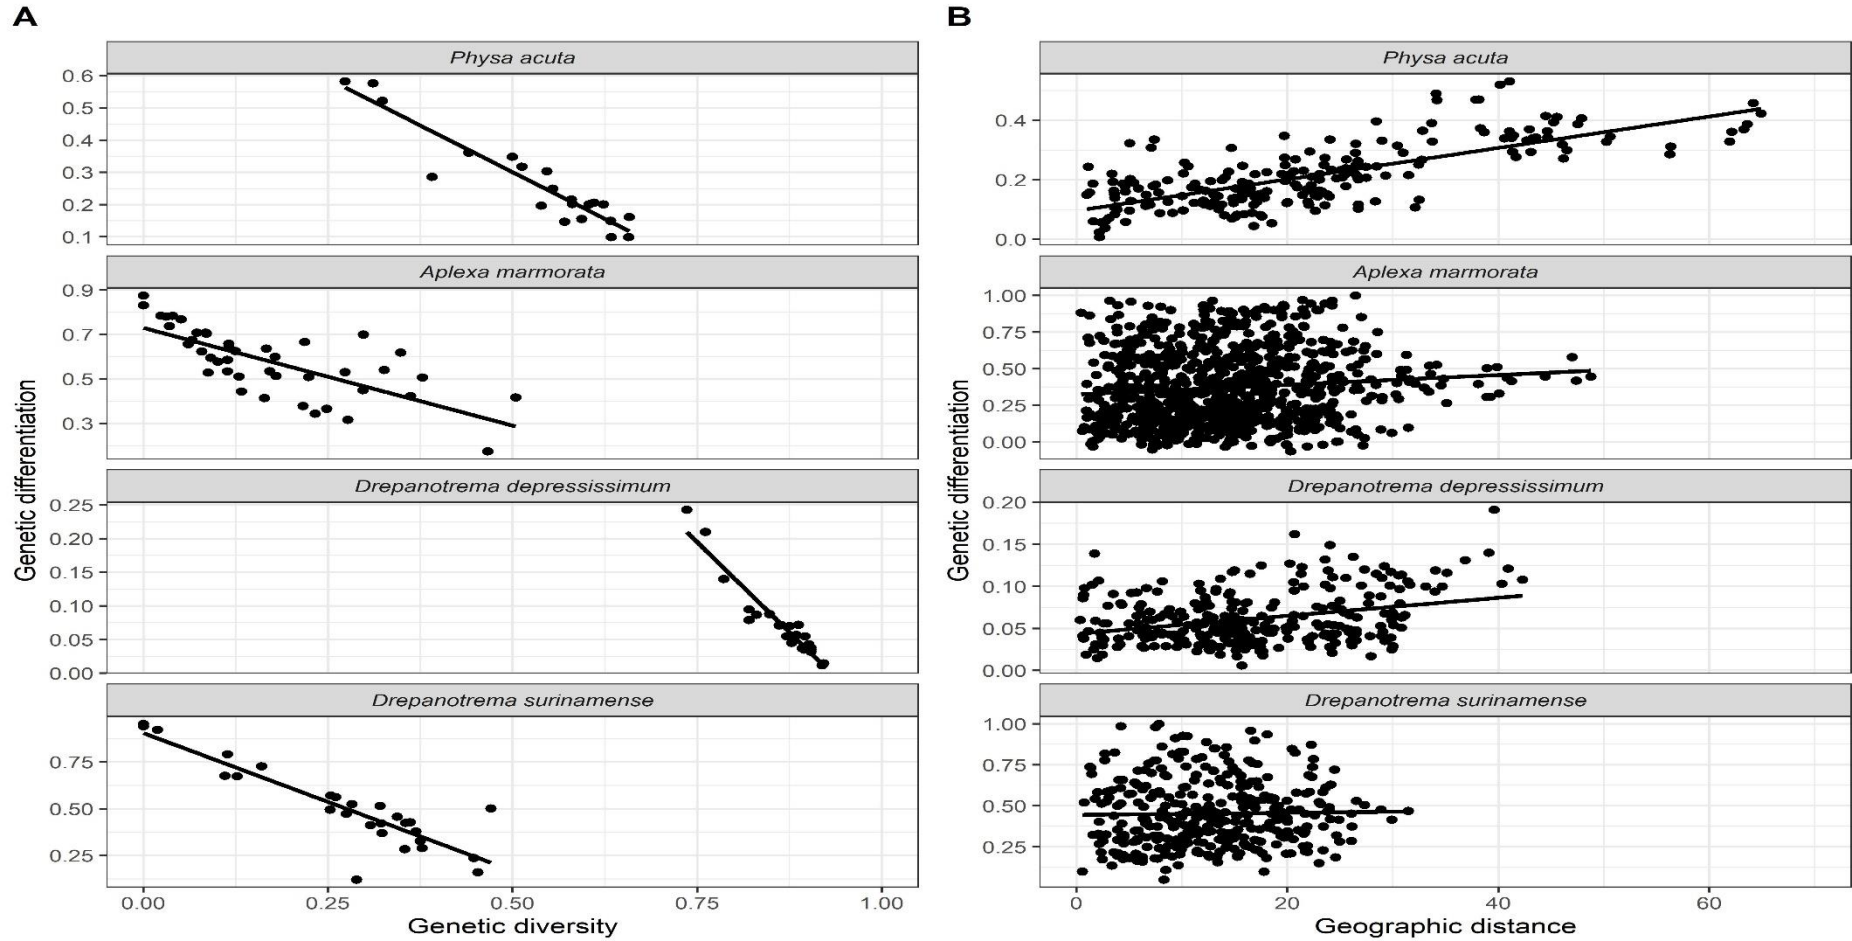 A
Genetic differentiation
Physa acuta
0.6
0.5
0.4
0.3
0.2
0.1
Aplexa marmorata
0.9
0.7
0.5
0.3
Drepanotrema depressissimum
0.25
0.20
0.15
0.10
0.05
0.00
Drepanotrema surinamense
0.75
0.50
0.25
0.00 0.25 0.50 0.75 1.00
Genetic diversity
B
Genetic differentiation
Physa acuta
0.4
0.2
0.0
Aplexa marmorata
1.00
0.75
0.50
0.25
0.00
Drepanotrema depressissimum
0.20
0.15
0.10
0.05
0.00
Drepanotrema surinamense
1.00
0.75
0.50
0.25
0 20 40 60
Geographic distance